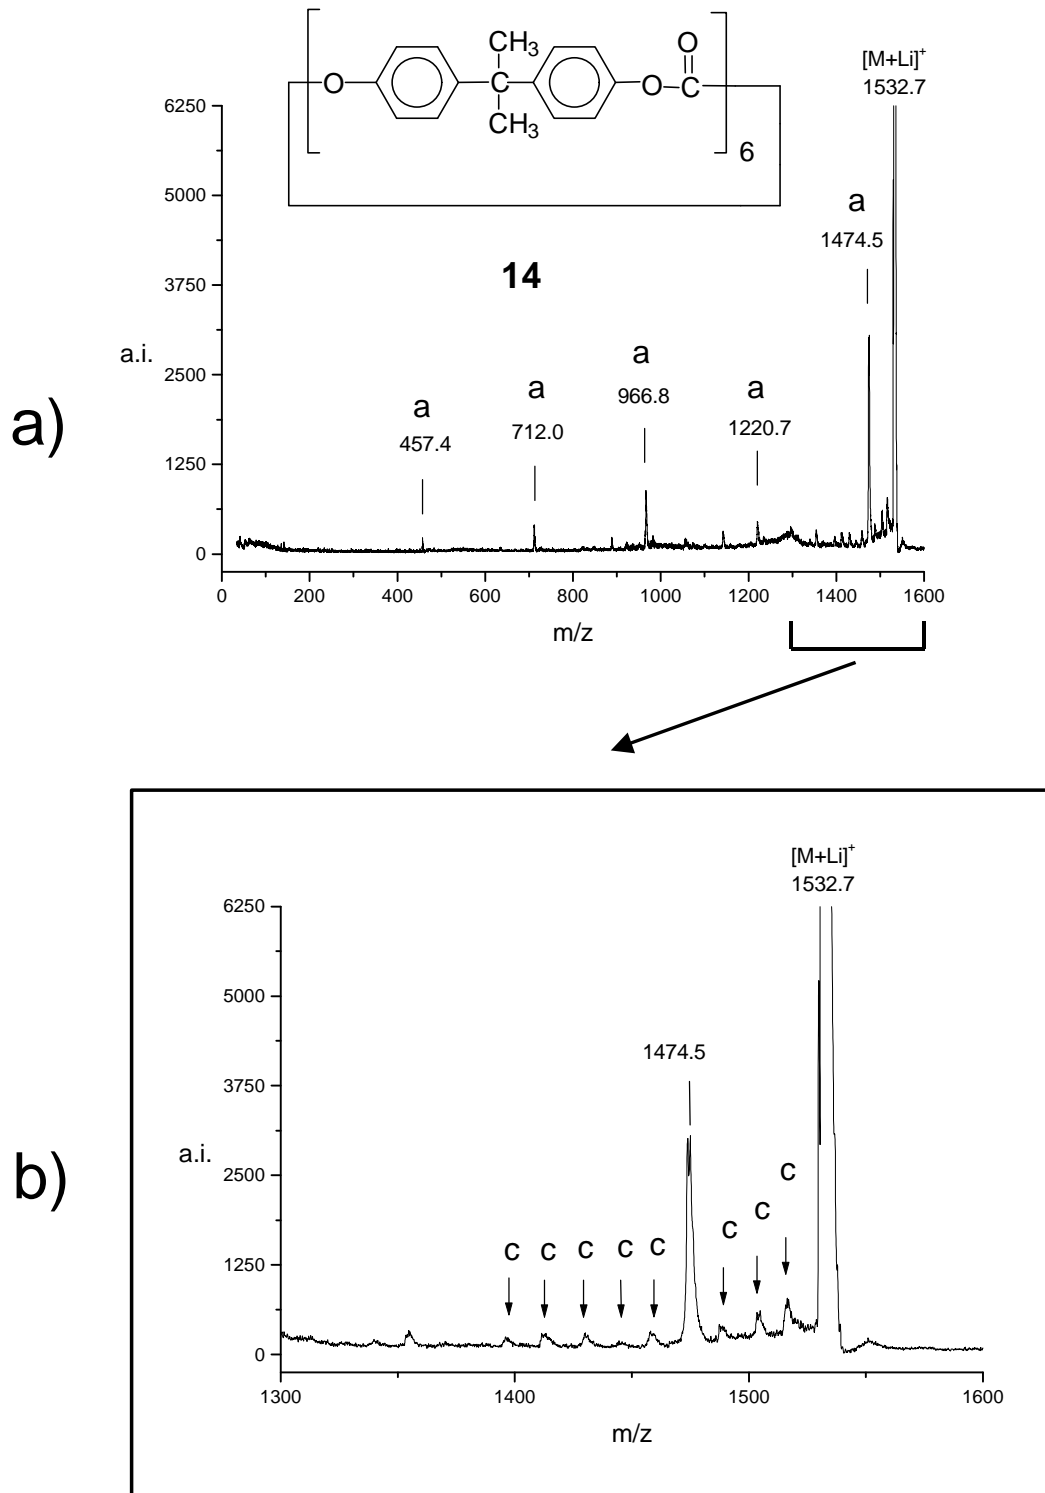 O
CH3
[M+Li]+
1532.7
O C O C
CH3
6
6250
a
5000
1474.5
14
3750
a.i.
a
2500
a a 966.8 a
a)
457.4 712.0 1220.7
1250
0
0 200 400 600 800 1000 1200 1400 1600
m/z
[M+Li]+
1532.7
6250
5000
1474.5
3750
b)
a.i.
2500
c
c
c
c c c c c
1250
0
1300 1400 1500 1600
m/z